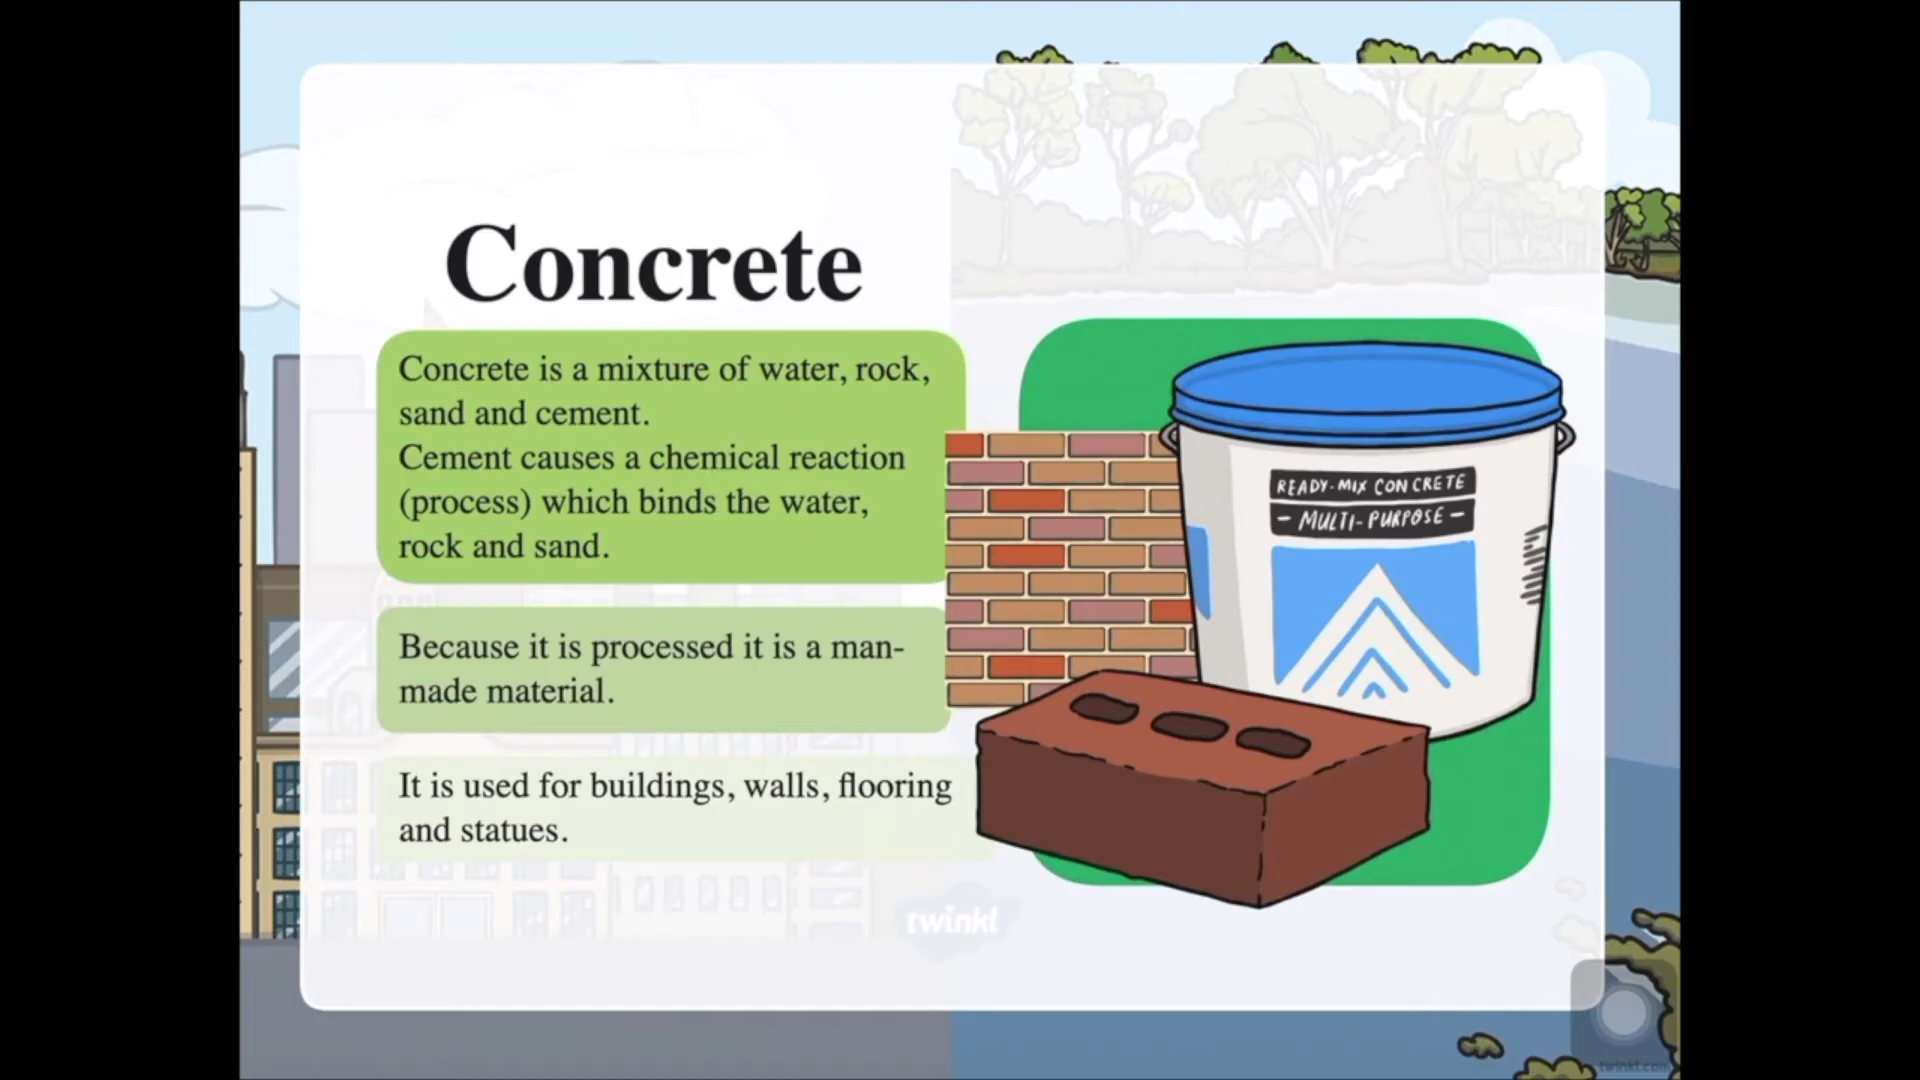 Concrete
Concrete is a mixture of water, rock,
sand and cement.
Cement causes a chemical reaction
(process) which binds the water,
rock and sand.
Because it is processed it is a man-
made material.
It is used for buildings, walls, flooring
and statues.
READY-MIX CONCRETE
- MULTI-PURPOSE -
twinkl
twinkl.com